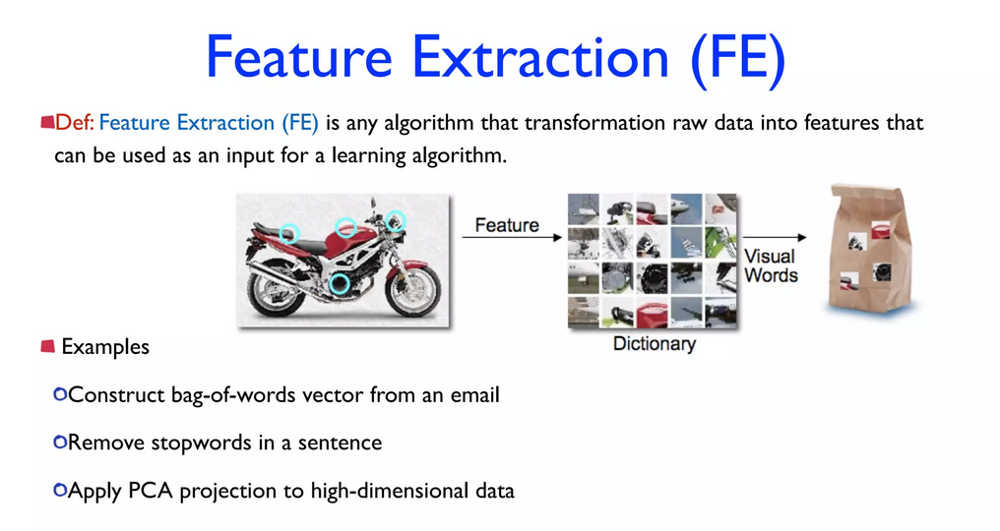 Feature Extraction (FE)
Def: Feature Extraction (FE) is any algorithm that transformation raw data into features that
can be used as an input for a learning algorithm.
Feature
Visual
Words
Dictionary
Examples
Construct bag-of-words vector from an email
Remove stopwords in a sentence
Apply PCA projection to high-dimensional data